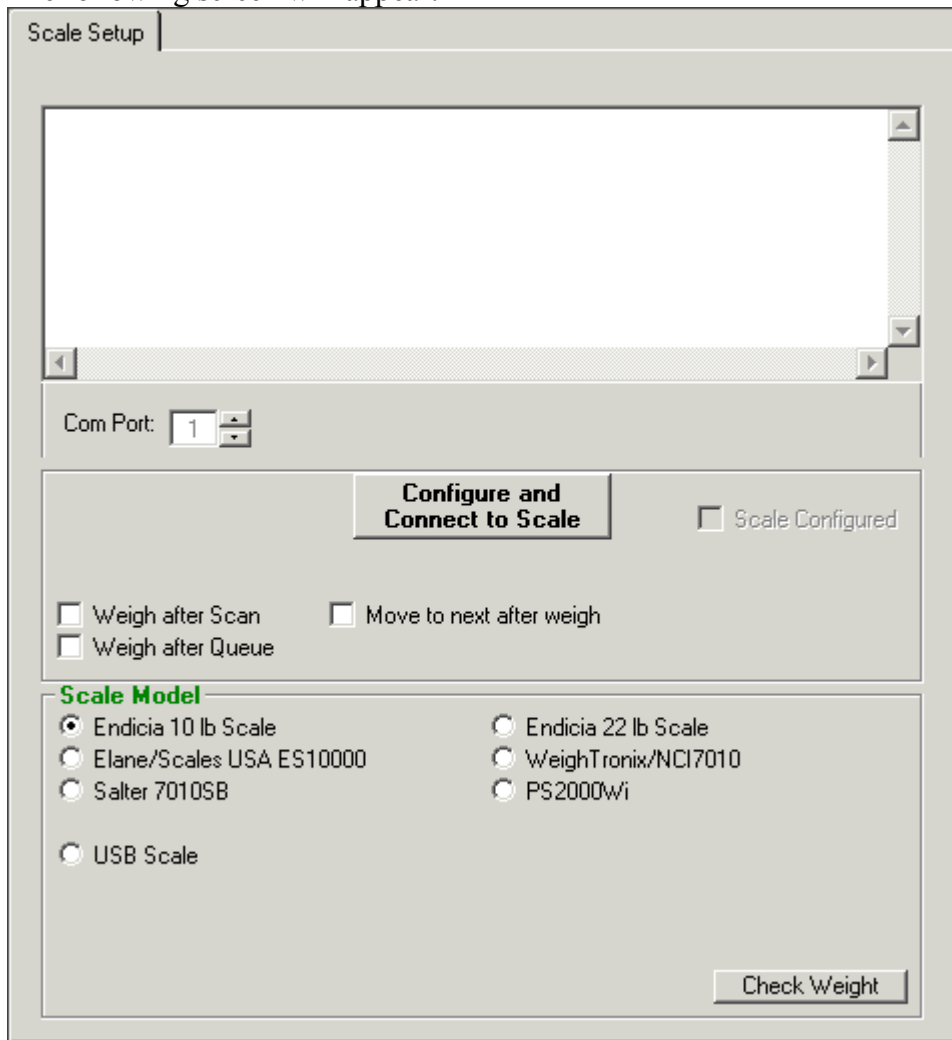 Scale Setup
Com Port: 1
Configure and
Connect to Scale
Scale Configured
Weigh after Scan
Move to next after weigh
Weigh after Queue
Scale Model
Endicia 10 lb Scale
Endicia 22 lb Scale
Elane/Scales USA ES10000
WeighTronix/NCI7010
Salter 7010SB
PS2000Wi
USB Scale
Check Weight